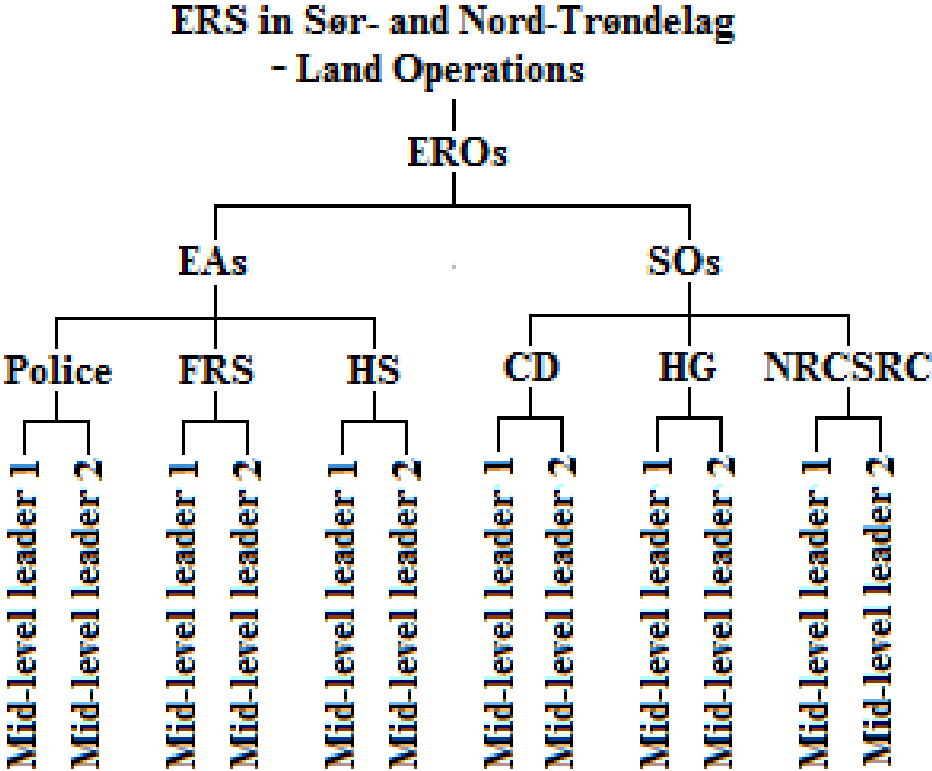 ERS in Sør- and Nord-Trøndelag
- Land Operations
EROs
EAs
SOs
Police
FRS
HS
CD
HG
NRCSRC
Mid-level leader 1
Mid-level leader 2
Mid-level leader 1
Mid-level leader 2
Mid-level leader 1
Mid-level leader 2
Mid-level leader 1
Mid-level leader 2
Mid-level leader 1
Mid-level leader 2
Mid-level leader 1
Mid-level leader 2